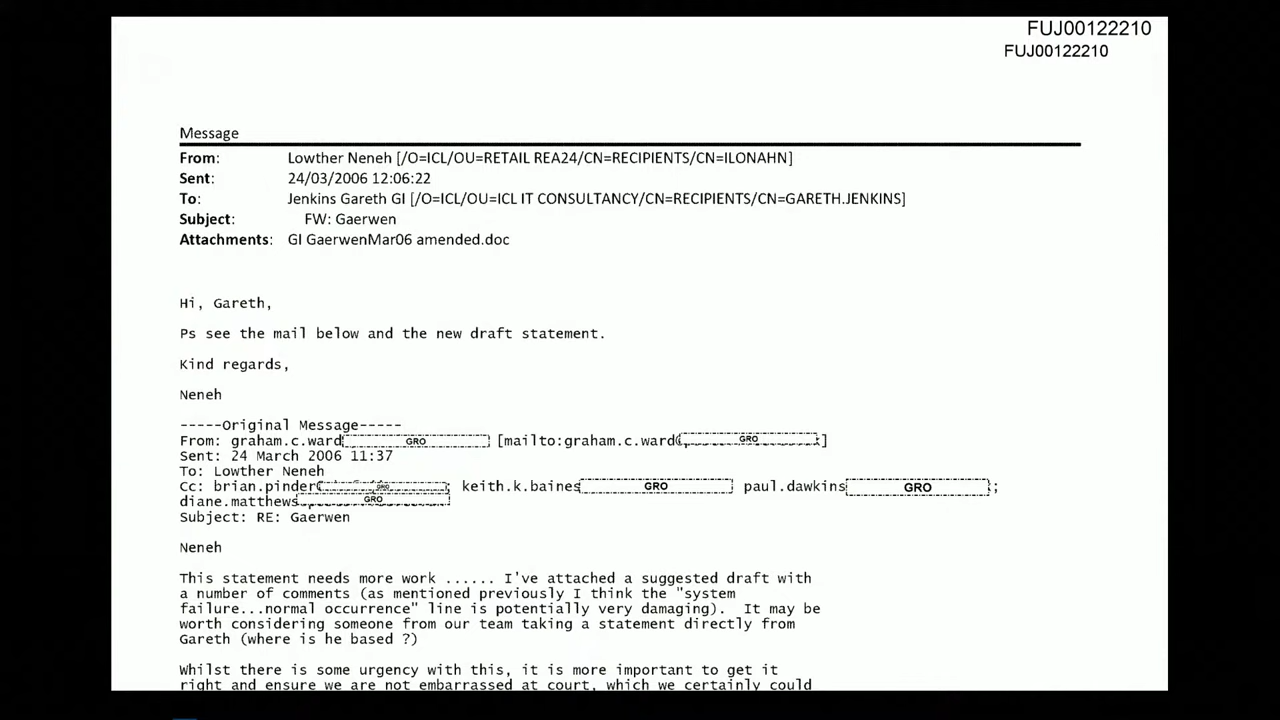 FUJ00122210
FUJ00122210
Message
From: Lowther Neneh [/O=ICL/OU=RETAIL REA24/CN=RECIPIENTS/CN=ILONAHN]
Sent: 24/03/2006 12:06:22
To: Jenkins Gareth GI [/O=ICL/OU=ICL IT CONSULTANCY/CN=RECIPIENTS/CN=GARETH.JENKINS]
Subject: FW: Gaerwen
Attachments: GI GaerwenMar06 amended.doc
Hi, Gareth,
Ps see the mail below and the new draft statement.
Kind regards,
Neneh
-----Original Message-----
From: graham.c.ward GRO [mailto:graham.c.ward GRO ]
Sent: 24 March 2006 11:37
To: Lowther Neneh
Cc: brian.pinder GRO ; keith.k.baines GRO paul.dawkins GRO ;
diane.matthews GRO
Subject: RE: Gaerwen
Neneh
This statement needs more work ...... I've attached a suggested draft with
a number of comments (as mentioned previously I think the "system
failure...normal occurrence" line is potentially very damaging). It may be
worth considering someone from our team taking a statement directly from
Gareth (where is he based ?)
Whilst there is some urgency with this, it is more important to get it
right and ensure we are not embarrassed at court, which we certainly could